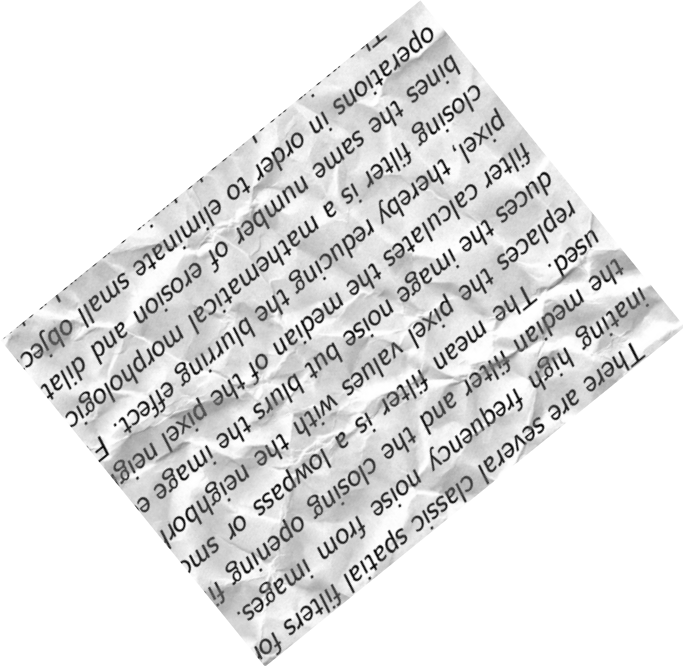 There are several classic spatial filters for
inating high frequency noise from images.
the median filter and the closing opening fi
used. The mean filter is a lowpass or smo
replaces the pixel values with the neighborh
duces the image noise but blurs the image e
filter calculates the median of the pixel neig
pixel, thereby reducing the blurring effect. F
closing filter is a mathematical morphologic
bines the same number of erosion and dilat
operations in order to eliminate small objec